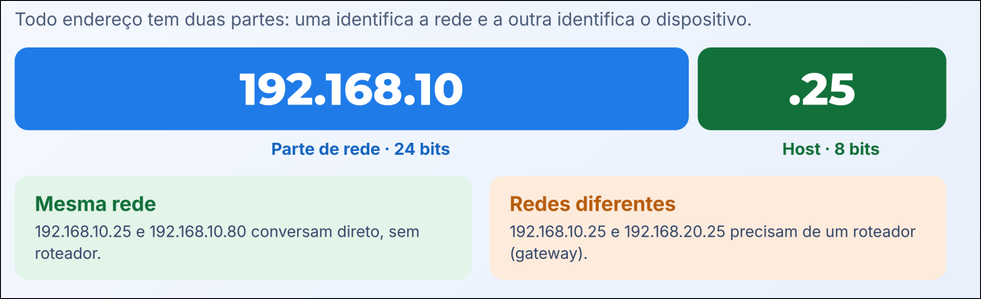 Todo endereço tem duas partes: uma identifica a rede e a outra identifica o dispositivo.
192.168.10
.25
Parte de rede · 24 bits
Host · 8 bits
Mesma rede
192.168.10.25 e 192.168.10.80 conversam direto, sem
roteador.
Redes diferentes
192.168.10.25 e 192.168.20.25 precisam de um roteador
(gateway).